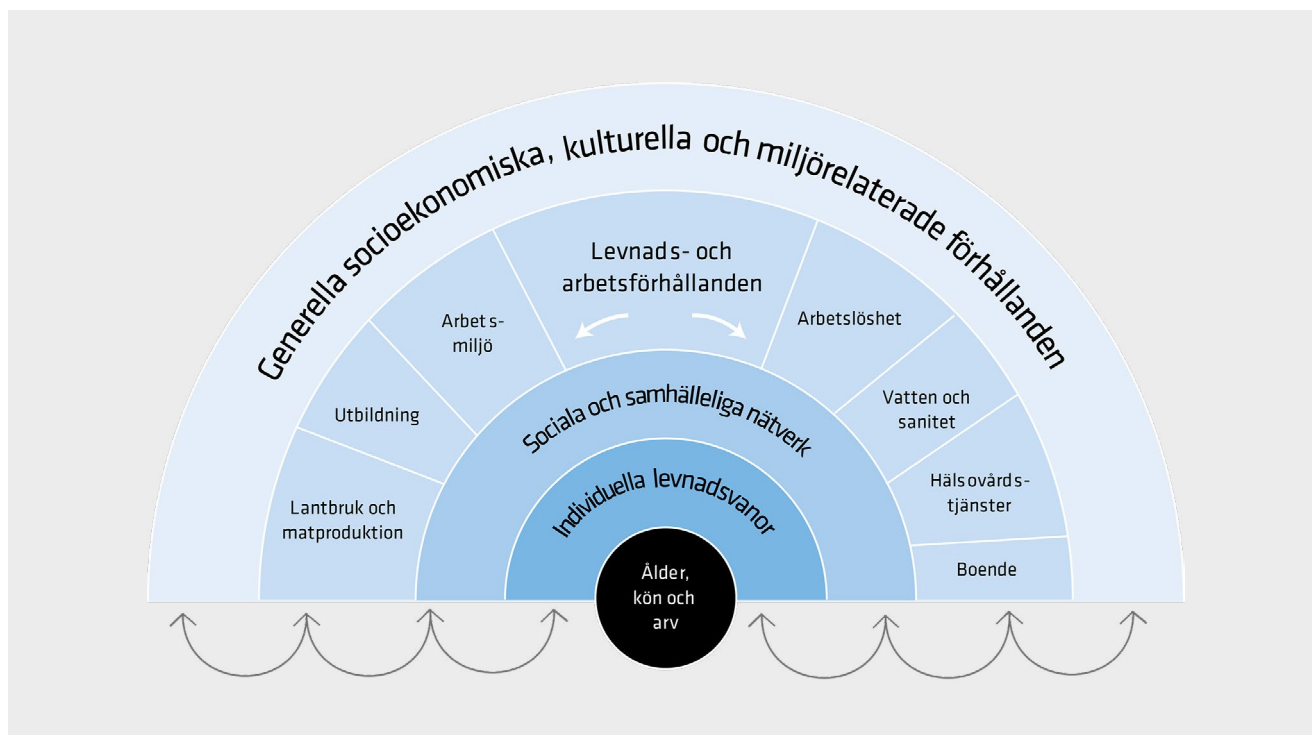 Generella socioekonomiska, kulturella och miljörelaterade förhållanden
Levnads- och
arbetsförhållanden
Arbets-
miljö
Arbetslöshet
Utbildning
Vatten och
sanitet
Lantbruk och
matproduktion
Hälsovårds-
tjänster
Boende
Sociala och samhälleliga nätverk
Individuella levnadsvanor
Ålder,
kön och
arv